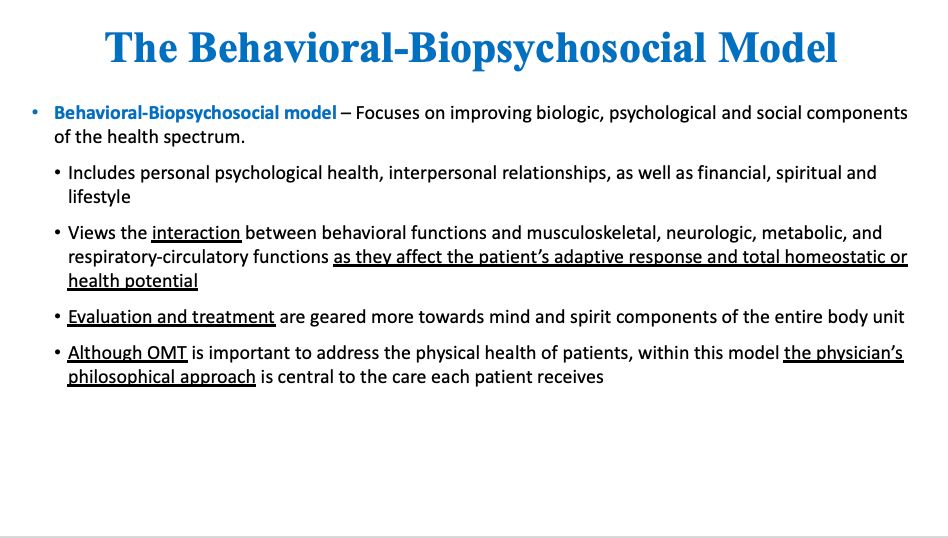 The Behavioral-Biopsychosocial Model
• Behavioral-Biopsychosocial model – Focuses on improving biologic, psychological and social components
of the health spectrum.
• Includes personal psychological health, interpersonal relationships, as well as financial, spiritual and
lifestyle
• Views the interaction between behavioral functions and musculoskeletal, neurologic, metabolic, and
respiratory-circulatory functions as they affect the patient’s adaptive response and total homeostatic or
health potential
• Evaluation and treatment are geared more towards mind and spirit components of the entire body unit
• Although OMT is important to address the physical health of patients, within this model the physician’s
philosophical approach is central to the care each patient receives